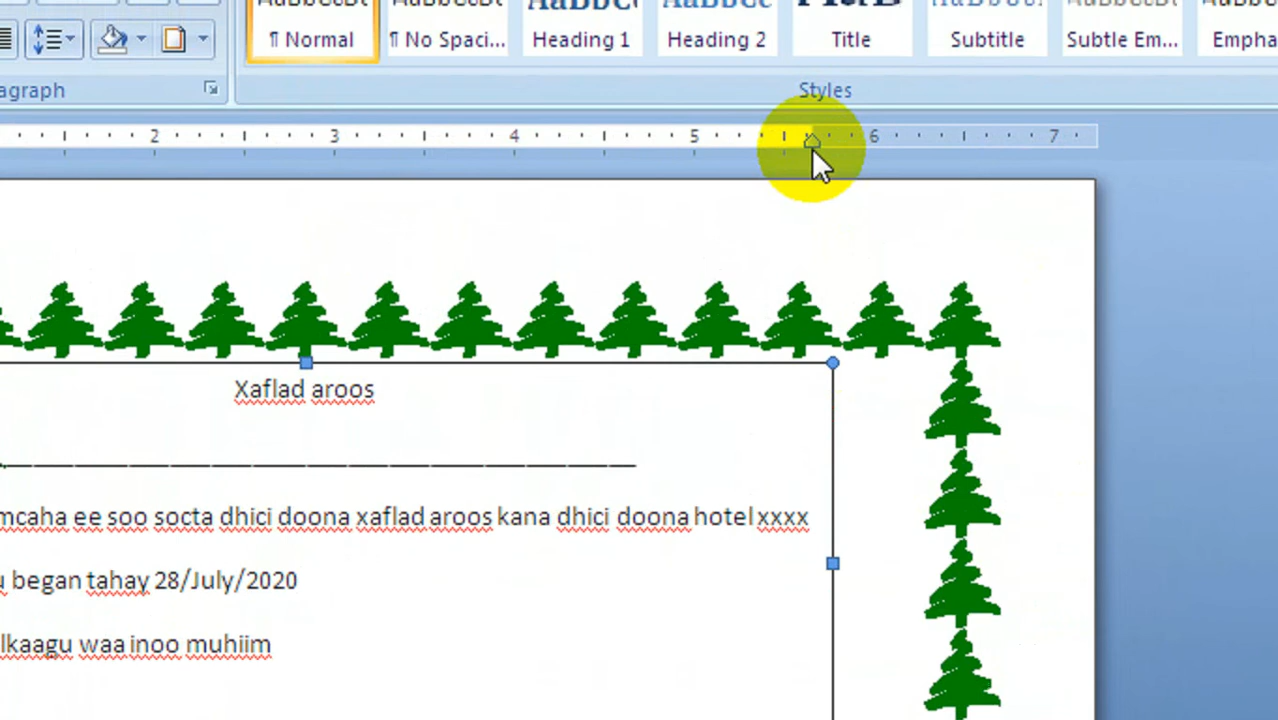 ¶ Normal ¶ No Spaci... Heading 1 Heading 2 Title Subtitle Subtle Em... Empha
agraph Styles
2 3 4 5 6 7
Xaflad aroos
mcaha ee soo socta dhici doona xaflad aroos kana dhici doona hotel xxxx
u began tahay 28/July/2020
lkaagu waa inoo muhiim